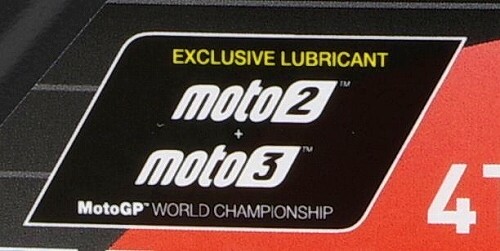 EXCLUSIVE LUBRICANT
moto2™
+
moto3™
MotoGP™ WORLD CHAMPIONSHIP
4T